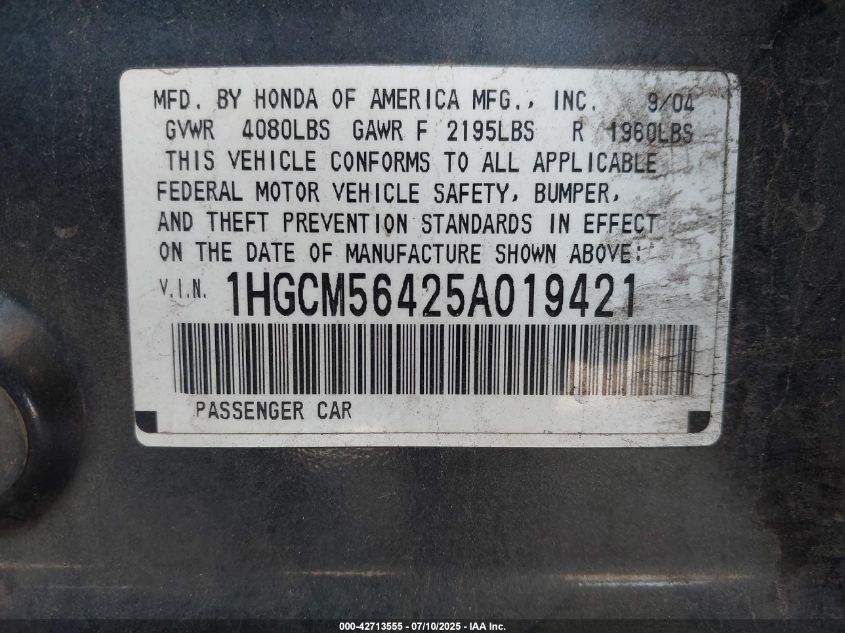 MFD. BY HONDA OF AMERICA MFG., INC. 9/04
GVWR 4080LBS GAWR F 2195LBS R 1960LBS
THIS VEHICLE CONFORMS TO ALL APPLICABLE
FEDERAL MOTOR VEHICLE SAFETY, BUMPER,
AND THEFT PREVENTION STANDARDS IN EFFECT
ON THE DATE OF MANUFACTURE SHOWN ABOVE:
V.I.N. 1HGCM56425A019421
PASSENGER CAR
000-42713555 - 07/10/2025 - IAA Inc.